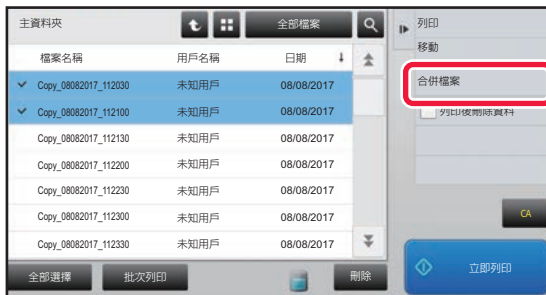 主資料夾 全部檔案
檔案名稱 用戶名稱 日期
Copy_08082017_112030 未知用戶 08/08/2017
Copy_08082017_112100 未知用戶 08/08/2017
Copy_08082017_112130 未知用戶 08/08/2017
Copy_08082017_112200 未知用戶 08/08/2017
Copy_08082017_112230 未知用戶 08/08/2017
Copy_08082017_112300 未知用戶 08/08/2017
Copy_08082017_112330 未知用戶 08/08/2017
全部選擇 批次列印 刪除
列印
移動
合併檔案
列印後刪除資料
CA
立即列印